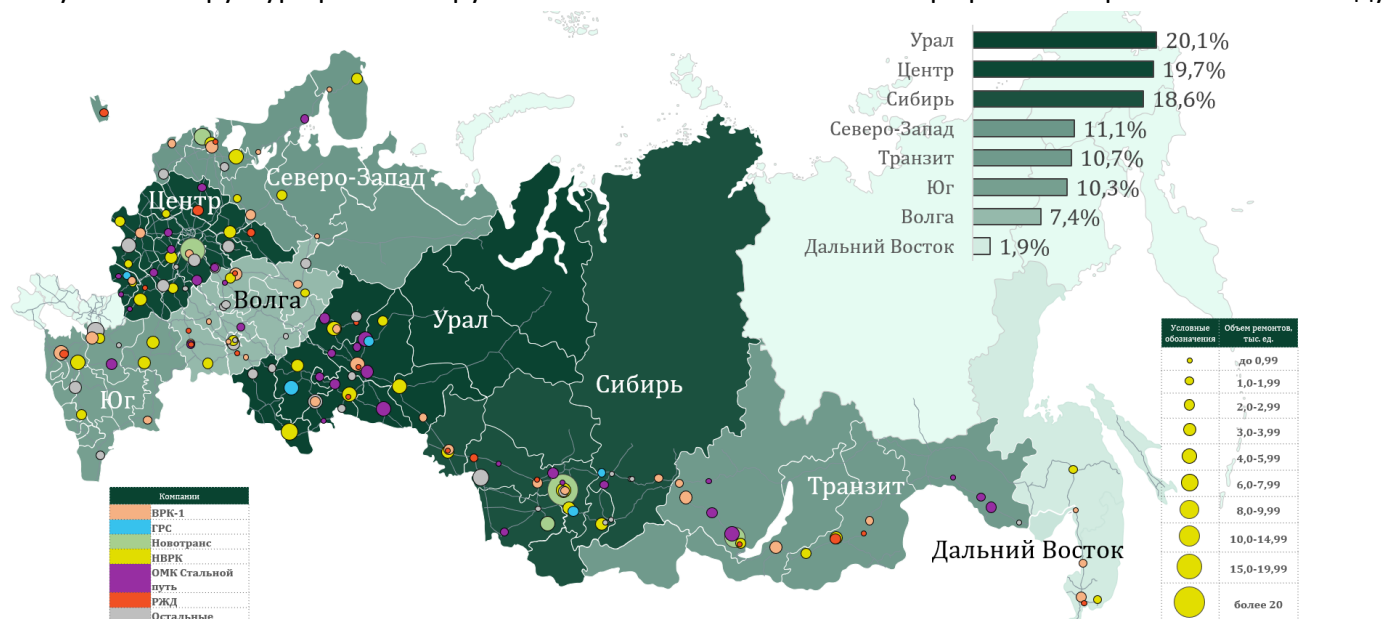 Урал 20,1%
Центр 19,7%
Сибирь 18,6%
Северо-Запад 11,1%
Транзит 10,7%
Юг 10,3%
Волга 7,4%
Дальний Восток 1,9%
Северо-Запад
Центр
Волга
Урал
Сибирь
Юг
Транзит
Дальний Восток
Условные обозначения
Объем ремонтов, тыс. ед.
до 0,99
1,0-1,99
2,0-2,99
3,0-3,99
4,0-5,99
6,0-7,99
8,0-9,99
10,0-14,99
15,0-19,99
более 20
Компании
ВРК-1
ГРС
Новотранс
НВРК
ОМК Стальной
путь
РЖД
Остальные